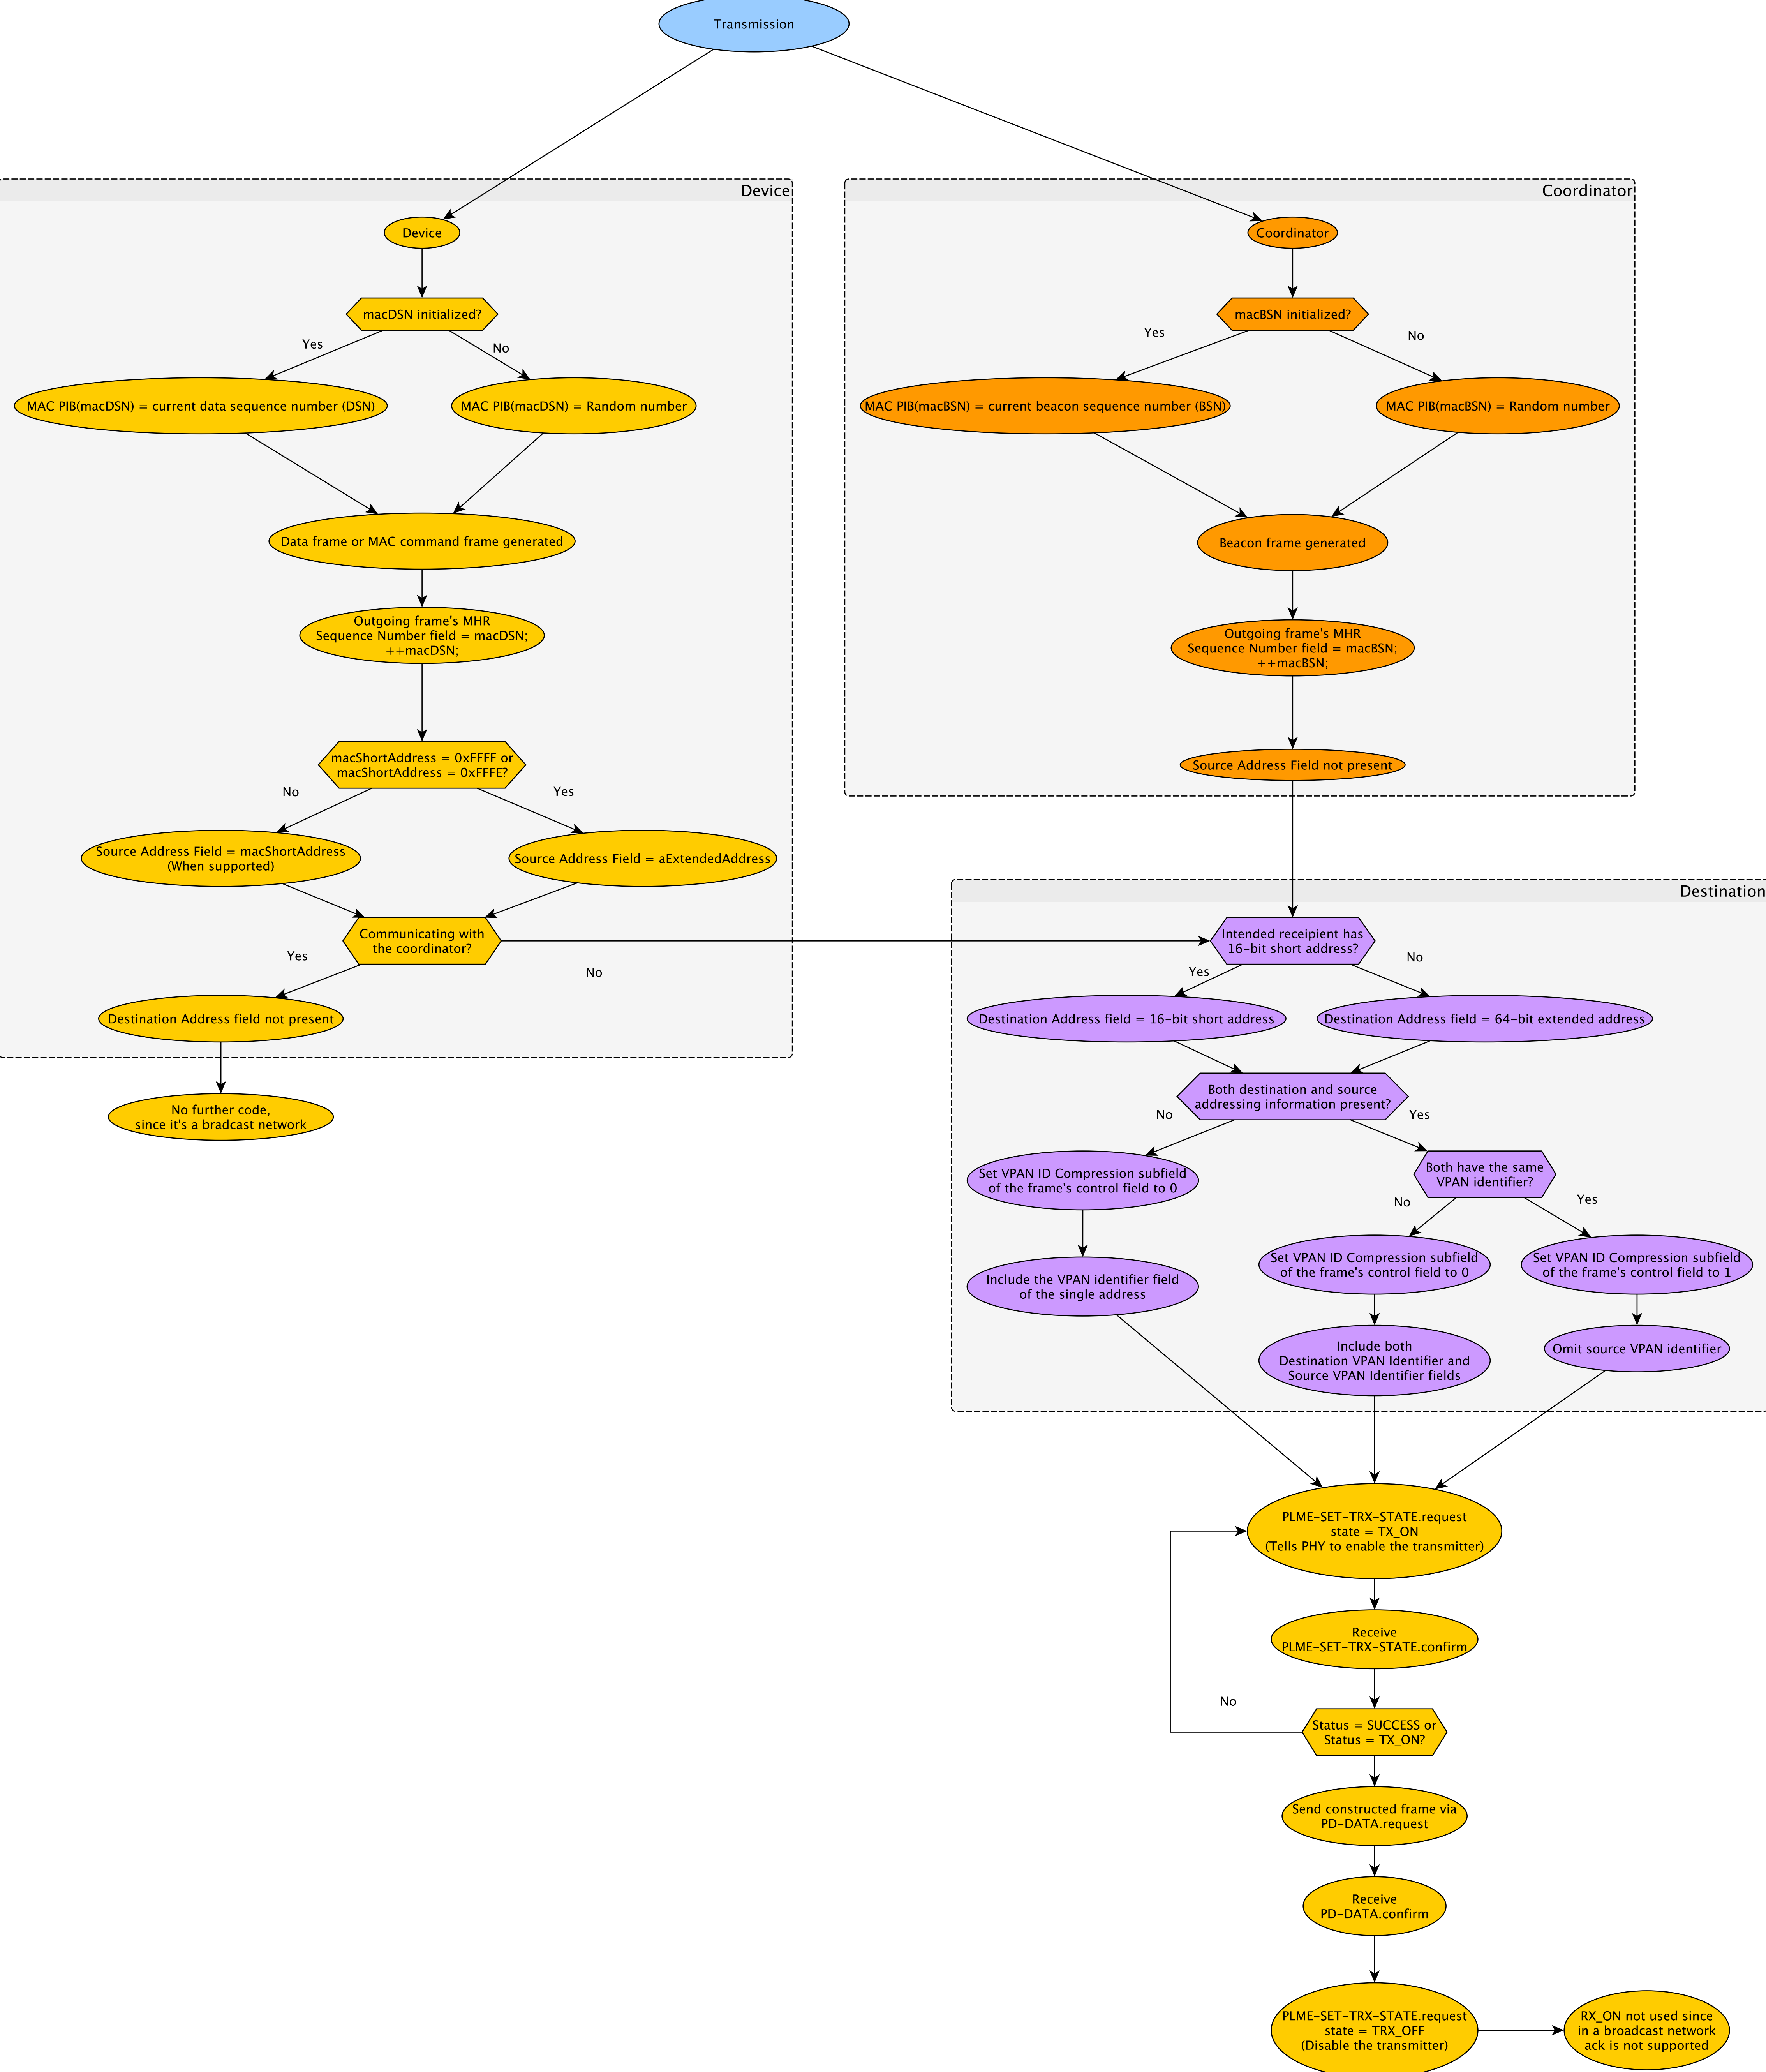 Transmission
Device
Coordinator
Device
Coordinator
macDSN initialized?
macBSN initialized?
Yes
No
Yes
No
MAC PIB(macDSN) = current data sequence number (DSN)
MAC PIB(macDSN) = Random number
MAC PIB(macBSN) = current beacon sequence number (BSN)
MAC PIB(macBSN) = Random number
Data frame or MAC command frame generated
Beacon frame generated
Outgoing frame's MHR
Sequence Number field = macDSN;
++macDSN;
Outgoing frame's MHR
Sequence Number field = macBSN;
++macBSN;
macShortAddress = 0xFFFF or
macShortAddress = 0xFFFE?
Source Address Field not present
No
Yes
Source Address Field = macShortAddress
(When supported)
Source Address Field = aExtendedAddress
Destination
Communicating with
the coordinator?
Intended receipient has
16-bit short address?
Yes
No
Yes
No
Destination Address field not present
Destination Address field = 16-bit short address
Destination Address field = 64-bit extended address
No further code,
since it's a bradcast network
Both destination and source
addressing information present?
No
Yes
Set VPAN ID Compression subfield
of the frame's control field to 0
Both have the same
VPAN identifier?
No
Yes
Include the VPAN identifier field
of the single address
Set VPAN ID Compression subfield
of the frame's control field to 0
Set VPAN ID Compression subfield
of the frame's control field to 1
Include both
Destination VPAN Identifier and
Source VPAN Identifier fields
Omit source VPAN identifier
PLME-SET-TRX-STATE.request
state = TX_ON
(Tells PHY to enable the transmitter)
Receive
PLME-SET-TRX-STATE.confirm
No
Status = SUCCESS or
Status = TX_ON?
Send constructed frame via
PD-DATA.request
Receive
PD-DATA.confirm
PLME-SET-TRX-STATE.request
state = TRX_OFF
(Disable the transmitter)
RX_ON not used since
in a broadcast network
ack is not supported